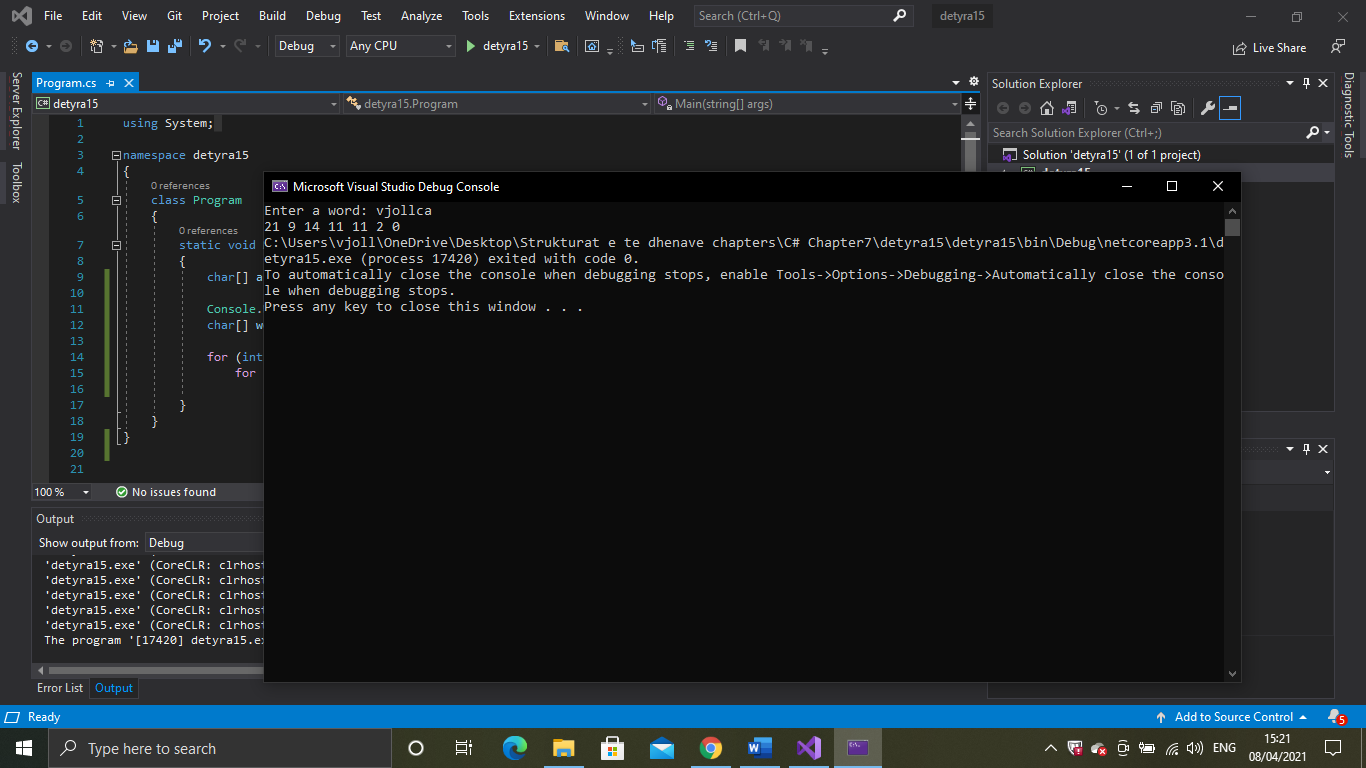 File Edit View Git Project Build Debug Test Analyze Tools Extensions Window Help Search (Ctrl+Q) detyra15
Debug Any CPU detyra15 Live Share
Server Explorer
Toolbox
Program.cs
detyra15 detyra15.Program Main(string[] args)
1 using System;
2
3 namespace detyra15
4 {
0 references
5 class Program
6 {
0 references
7 static void
8 {
9 char[] a
10
11 Console.
12 char[] w
13
14 for (int
15 for
16
17 }
18 }
19 }
20
21
100 % No issues found
Microsoft Visual Studio Debug Console
Enter a word: vjollca
21 9 14 11 11 2 0
C:\Users\vjoll\OneDrive\Desktop\Strukturat e te dhenave chapters\C# Chapter7\detyra15\detyra15\bin\Debug\netcoreapp3.1\d
etyra15.exe (process 17420) exited with code 0.
To automatically close the console when debugging stops, enable Tools->Options->Debugging->Automatically close the conso
le when debugging stops.
Press any key to close this window . . .
Solution Explorer
Search Solution Explorer (Ctrl+;)
Solution 'detyra15' (1 of 1 project)
detyra15
Diagnostic Tools
Output
Show output from: Debug
'detyra15.exe' (CoreCLR: clrhost
'detyra15.exe' (CoreCLR: clrhost
'detyra15.exe' (CoreCLR: clrhost
'detyra15.exe' (CoreCLR: clrhost
'detyra15.exe' (CoreCLR: clrhost
The program '[17420] detyra15.ex
Error List Output
Ready Add to Source Control 5
Type here to search ENG 15:21
08/04/2021